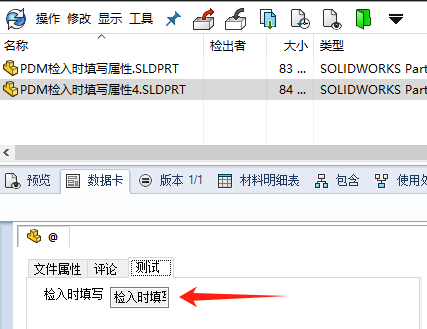 操作 修改 显示 工具
名称 检出者 大小 类型
PDM检入时填写属性.SLDPRT 83 ... SOLIDWORKS Part
PDM检入时填写属性4.SLDPRT 84 ... SOLIDWORKS Part
预览 数据卡 版本 1/1 材料明细表 包含 使用处
@
文件属性 评论 测试
检入时填写 检入时填写